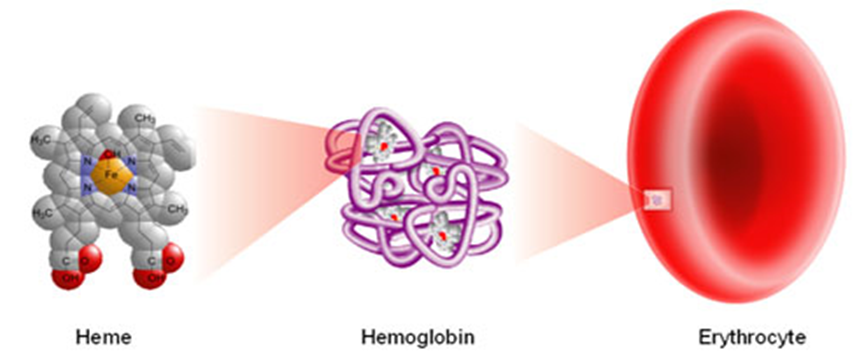 CH₃
H₃C
OH
N N
Fe
N N
H₃C
CH₃
C O
C O
OH
OH
Heme
Hemoglobin
Erythrocyte